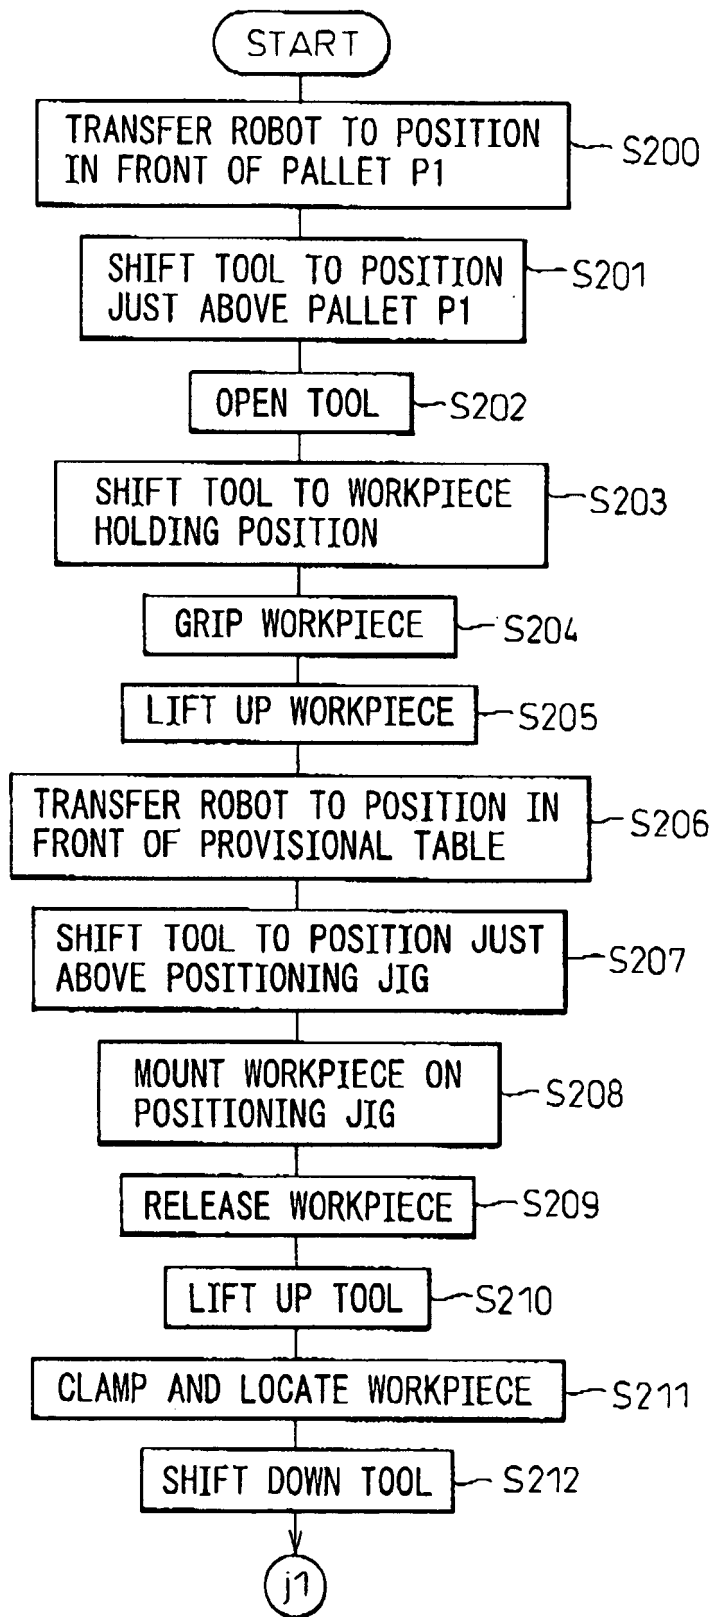 START
TRANSFER ROBOT TO POSITION
IN FRONT OF PALLET P1
S200
SHIFT TOOL TO POSITION
JUST ABOVE PALLET P1
S201
OPEN TOOL
S202
SHIFT TOOL TO WORKPIECE
HOLDING POSITION
S203
GRIP WORKPIECE
S204
LIFT UP WORKPIECE
S205
TRANSFER ROBOT TO POSITION IN
FRONT OF PROVISIONAL TABLE
S206
SHIFT TOOL TO POSITION JUST
ABOVE POSITIONING JIG
S207
MOUNT WORKPIECE ON
POSITIONING JIG
S208
RELEASE WORKPIECE
S209
LIFT UP TOOL
S210
CLAMP AND LOCATE WORKPIECE
S211
SHIFT DOWN TOOL
S212
j1